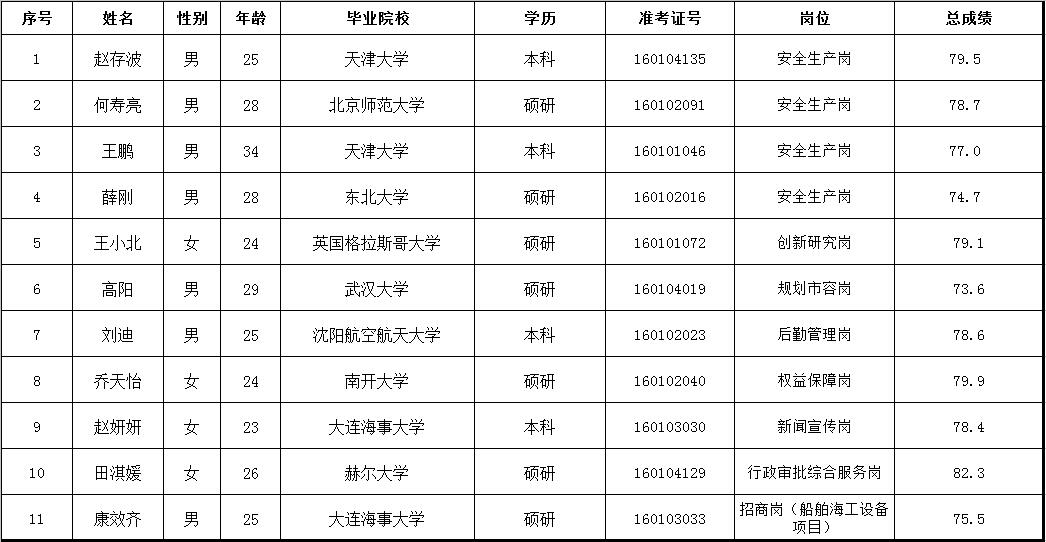 序号 姓名 性别 年龄 毕业院校 学历 准考证号 岗位 总成绩
1 赵存波 男 25 天津大学 本科 160104135 安全生产岗 79.5
2 何寿亮 男 28 北京师范大学 硕研 160102091 安全生产岗 78.7
3 王鹏 男 34 天津大学 本科 160101046 安全生产岗 77.0
4 薛刚 男 28 东北大学 硕研 160102016 安全生产岗 74.7
5 王小北 女 24 英国格拉斯哥大学 硕研 160101072 创新研究岗 79.1
6 高阳 男 29 武汉大学 硕研 160104019 规划市容岗 73.6
7 刘迪 男 25 沈阳航空航天大学 本科 160102023 后勤管理岗 78.6
8 乔天怡 女 24 南开大学 硕研 160102040 权益保障岗 79.9
9 赵妍妍 女 23 大连海事大学 本科 160103030 新闻宣传岗 78.4
10 田淇媛 女 26 赫尔大学 硕研 160104129 行政审批综合服务岗 82.3
11 康效齐 男 25 大连海事大学 硕研 160103033 招商岗（船舶海工设备
项目） 75.5